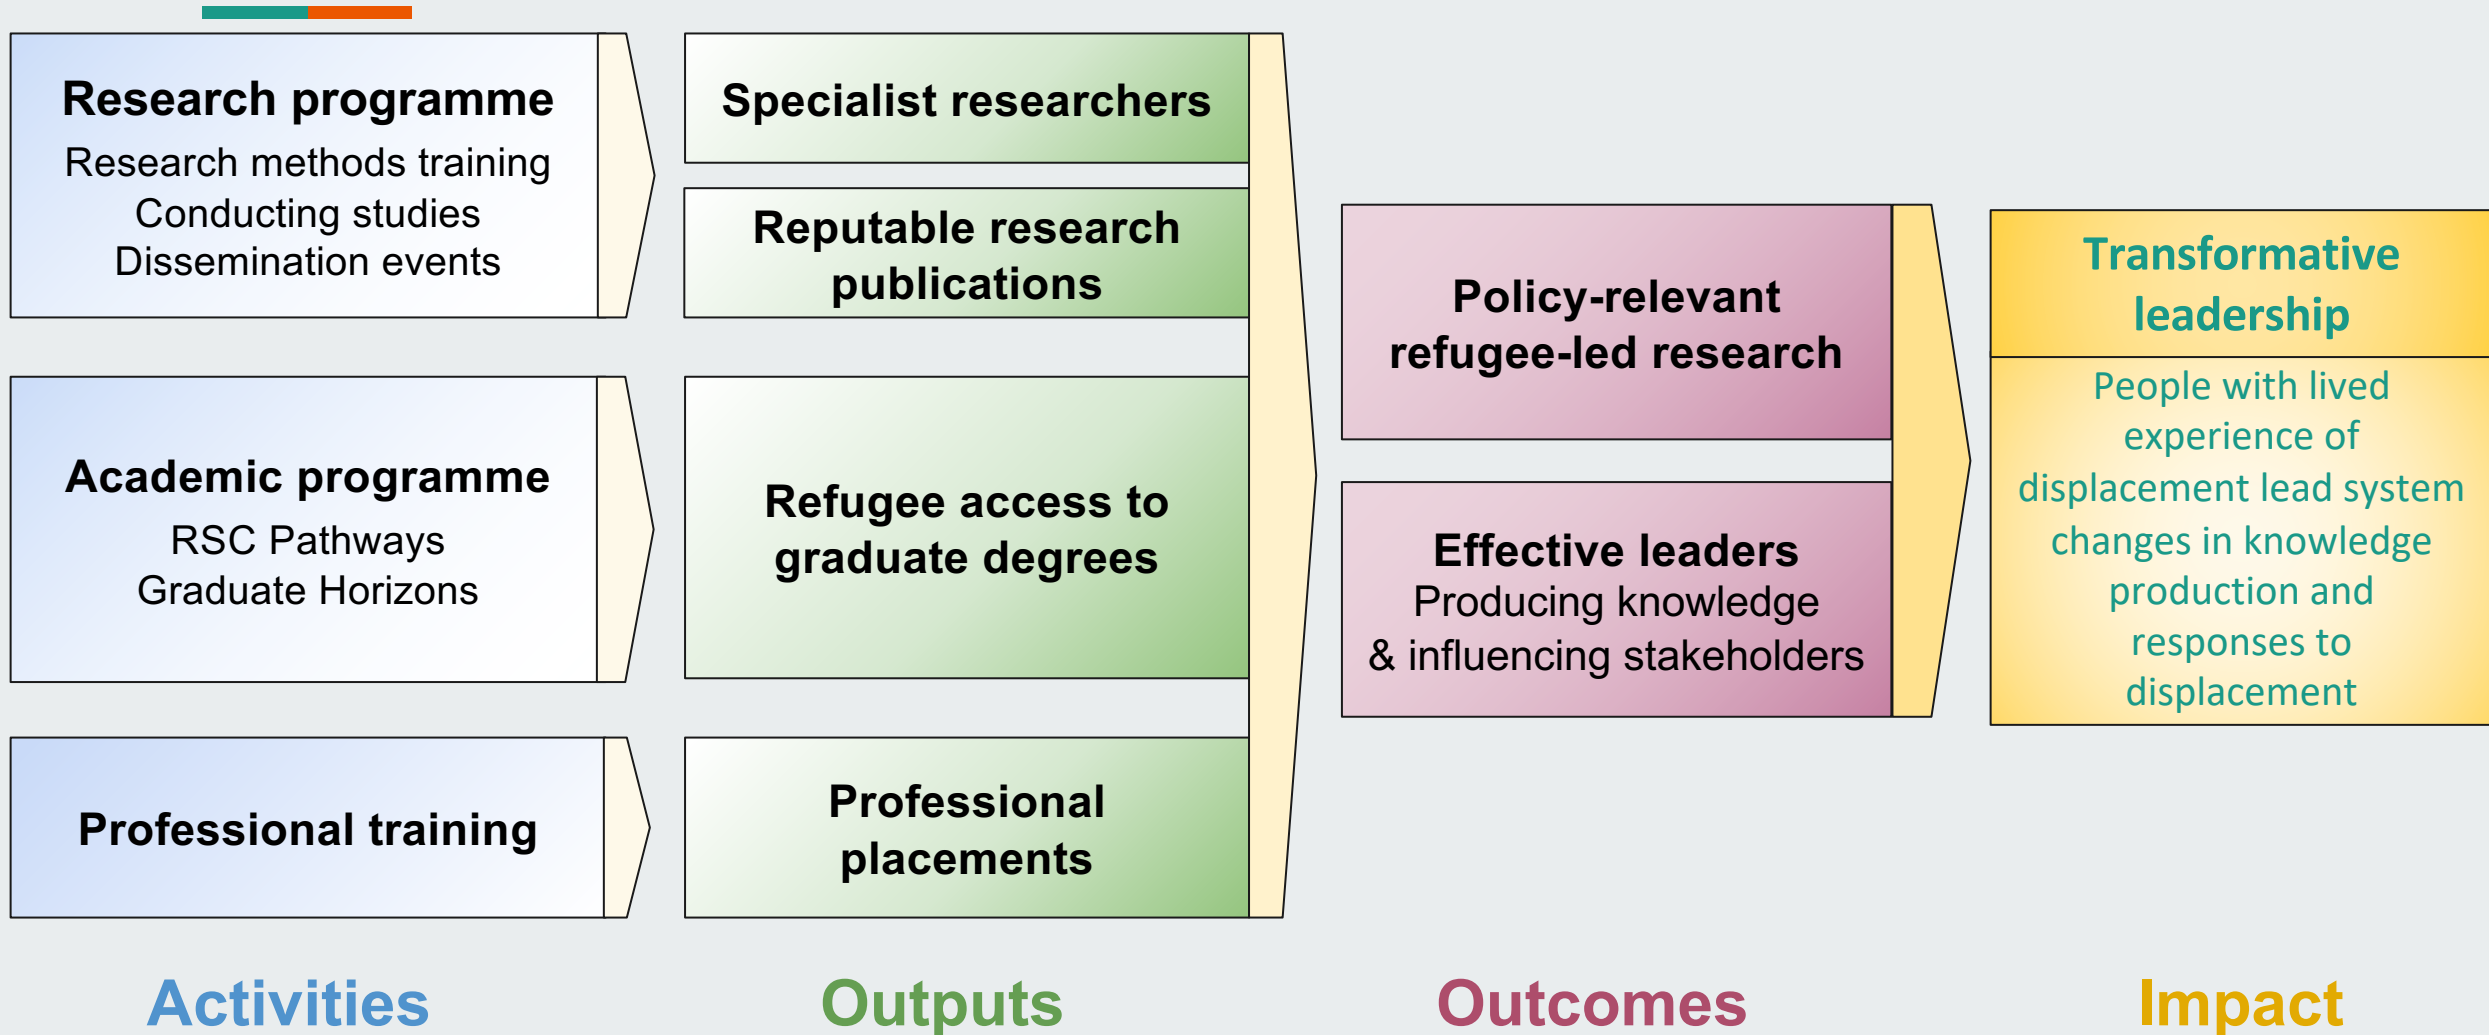 Research programme
Research methods training
Conducting studies
Dissemination events
Academic programme
RSC Pathways
Graduate Horizons
Professional training
Activities
Specialist researchers
Reputable research
publications
Refugee access to
graduate degrees
Professional
placements
Outputs
Policy-relevant
refugee-led research
Effective leaders
Producing knowledge
& influencing stakeholders
Outcomes
Transformative
leadership
People with lived
experience of
displacement lead system
changes in knowledge
production and
responses to
displacement
Impact